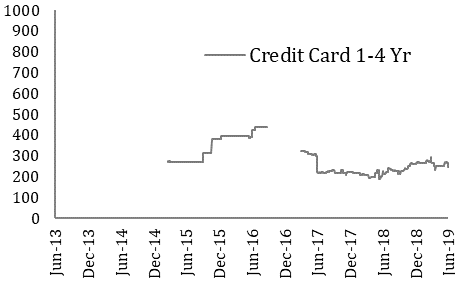 1000
900
800
700
600
500
400
300
200
100
0
Credit Card 1-4 Yr
Jun-13
Dec-13
Jun-14
Dec-14
Jun-15
Dec-15
Jun-16
Dec-16
Jun-17
Dec-17
Jun-18
Dec-18
Jun-19